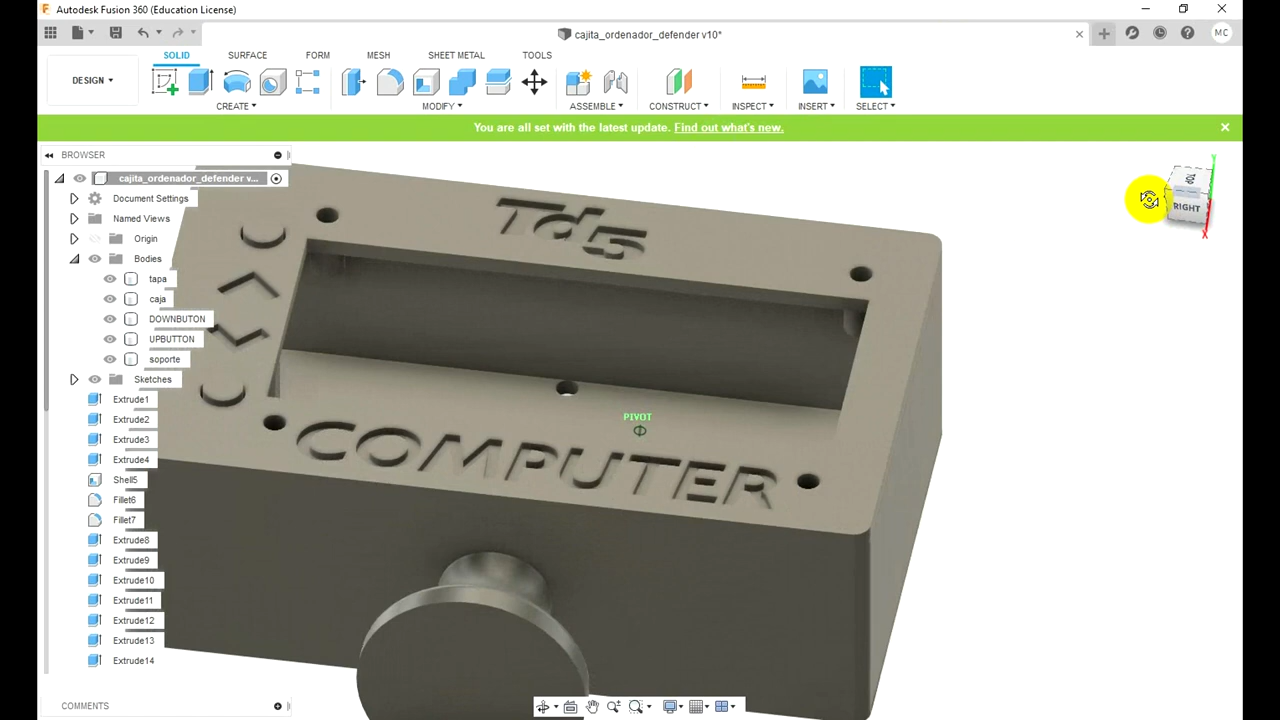 Autodesk Fusion 360 (Education License)
cajita_ordenador_defender v10*
MC
DESIGN
SOLID SURFACE FORM MESH SHEET METAL TOOLS
CREATE MODIFY ASSEMBLE CONSTRUCT INSPECT INSERT SELECT
You are all set with the latest update. Find out what's new.
BROWSER
cajita_ordenador_defender v...
Document Settings
Named Views
Origin
Bodies
tapa
caja
DOWNBUTON
UPBUTTON
soporte
Sketches
Extrude1
Extrude2
Extrude3
Extrude4
Shell5
Fillet6
Fillet7
Extrude8
Extrude9
Extrude10
Extrude11
Extrude12
Extrude13
Extrude14
Td5
PIVOT
COMPUTER
RIGHT
Y
X
COMMENTS